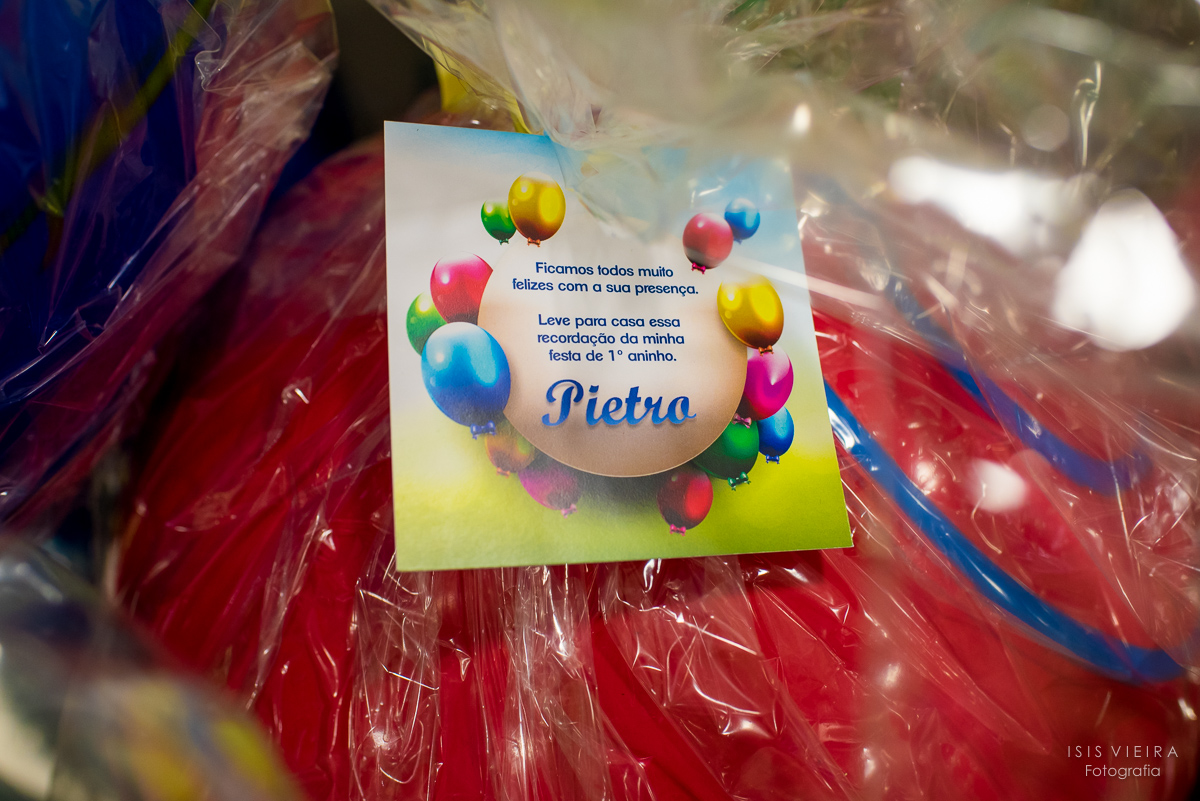 Ficamos todos muito
felizes com a sua presença.
Leve para casa essa
recordação da minha
festa de 1° aninho.
Pietro
ISIS VIEIRA
Fotografia